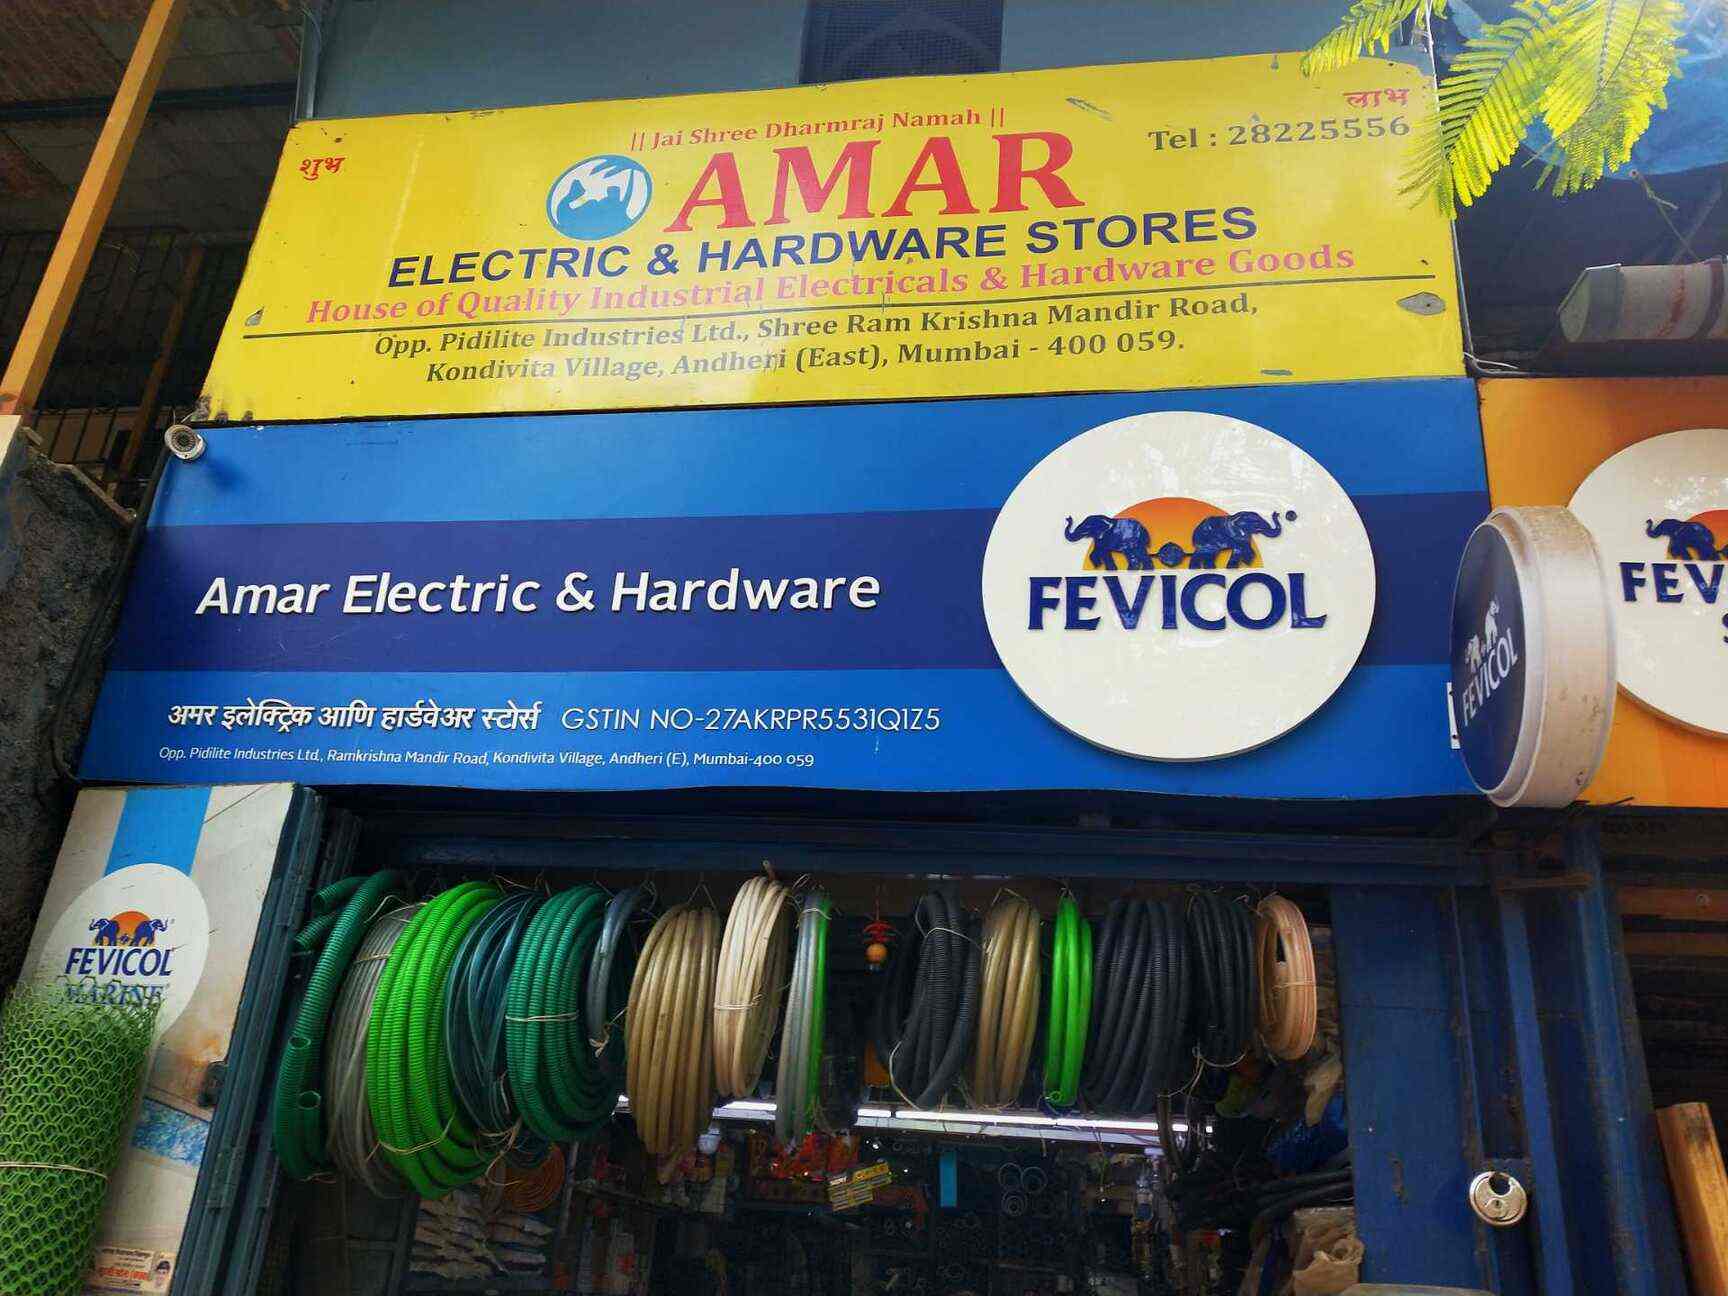 || Jai Shree Dharmraj Namah ||
शुभ
लाभ
Tel : 28225556
AMAR
ELECTRIC & HARDWARE STORES
House of Quality Industrial Electricals & Hardware Goods
Opp. Pidilite Industries Ltd., Shree Ram Krishna Mandir Road,
Kondivita Village, Andheri (East), Mumbai - 400 059.
Amar Electric & Hardware
FEVICOL
अमर इलेक्ट्रिक आणि हार्डवेअर स्टोर्स GSTIN NO-27AKRPR5531Q1Z5
Opp. Pidilite Industries Ltd., Ramkrishna Mandir Road, Kondivita Village, Andheri (E), Mumbai-400 059
FEVICOL
FEV
FEVICOL
MARINE